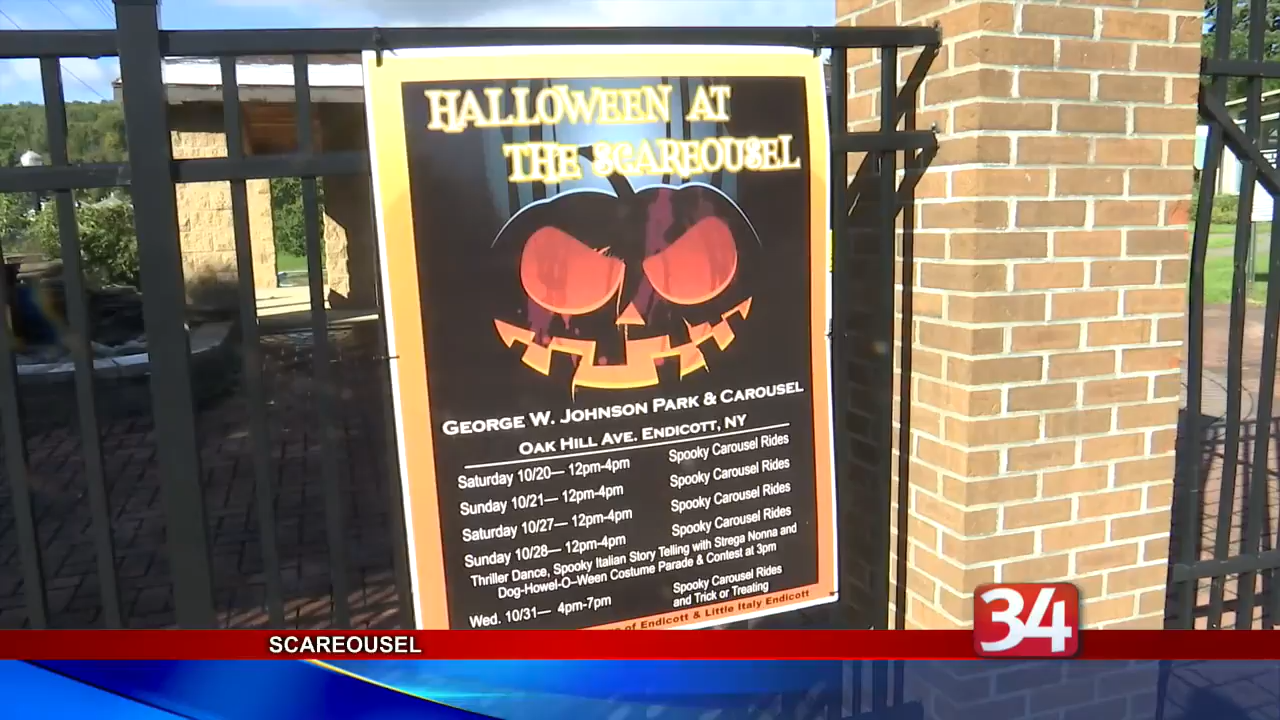 HALLOWEEN AT
THE SCAREOUSEL
GEORGE W. JOHNSON PARK & CAROUSEL
OAK HILL AVE. ENDICOTT, NY
Saturday 10/20— 12pm-4pm Spooky Carousel Rides
Sunday 10/21— 12pm-4pm Spooky Carousel Rides
Saturday 10/27— 12pm-4pm Spooky Carousel Rides
Sunday 10/28— 12pm-4pm Spooky Carousel Rides
Thriller Dance, Spooky Italian Story Telling with Strega Nonna and
Dog-Howel-O-Ween Costume Parade & Contest at 3pm
Wed. 10/31— 4pm-7pm Spooky Carousel Rides
and Trick or Treating
of Endicott & Little Italy Endicott
34
SCAREOUSEL